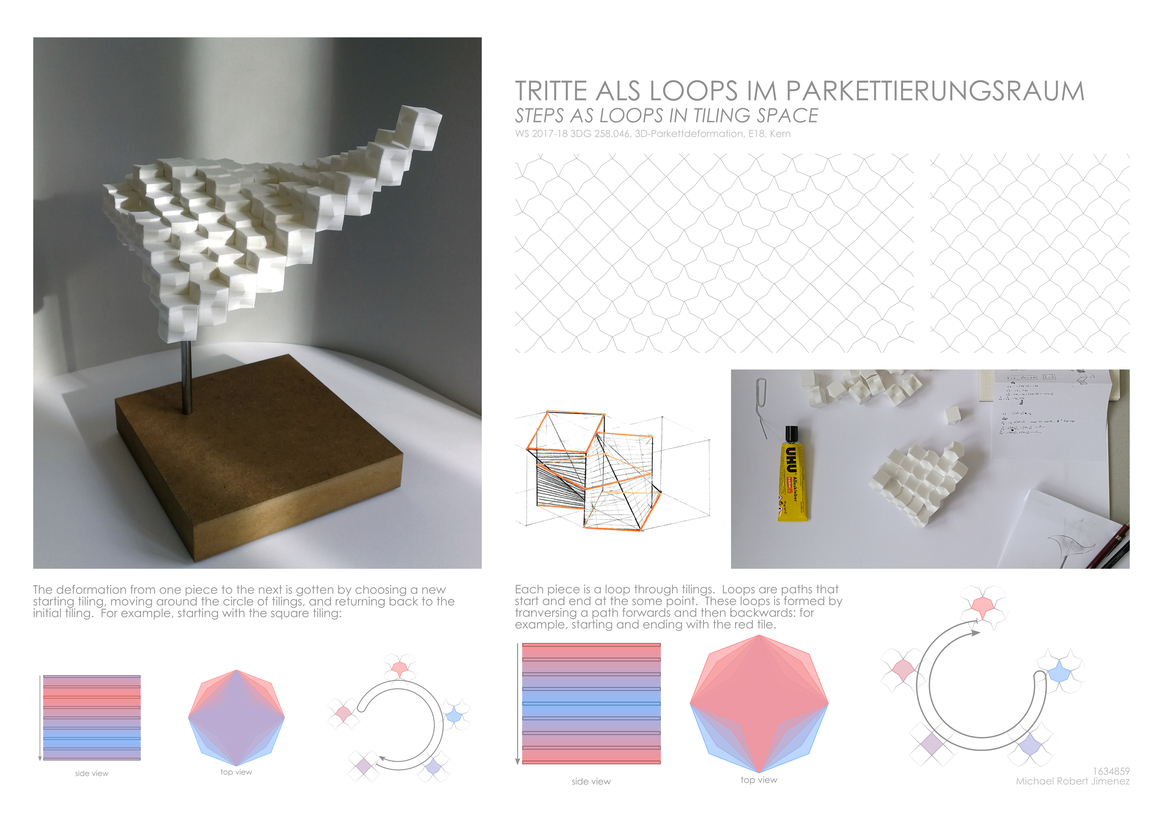 TRITTE ALS LOOPS IM PARKETTIERUNGSRAUM
STEPS AS LOOPS IN TILING SPACE
WS 2017-18 3DG 258.046, 3D-Parkettdeformation, E18, Kern
UHU
Alleskleber
The deformation from one piece to the next is gotten by choosing a new
starting tiling, moving around the circle of tilings, and returning back to the
initial tiling. For example, starting with the square tiling:
side view
top view
Each piece is a loop through tilings. Loops are paths that
start and end at the some point. These loops is formed by
tranversing a path forwards and then backwards; for
example, starting and ending with the red tile.
side view
top view
1634859
Michael Robert Jimenez